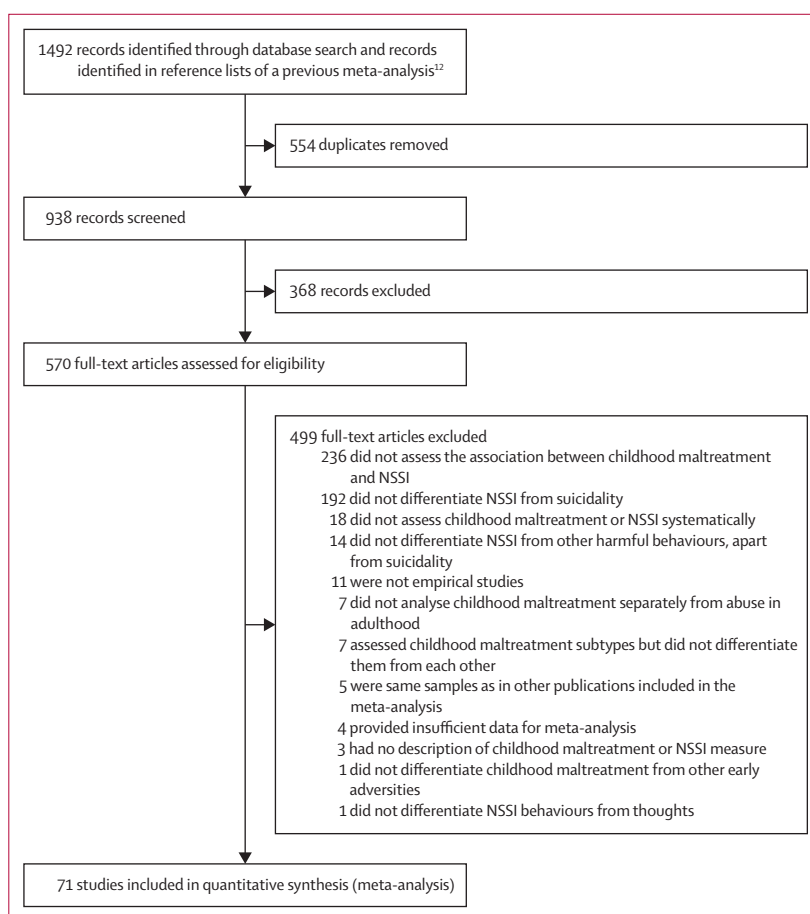 1492 records identified through database search and records
identified in reference lists of a previous meta-analysis¹²
554 duplicates removed
938 records screened
368 records excluded
570 full-text articles assessed for eligibility
499 full-text articles excluded
236 did not assess the association between childhood maltreatment
and NSSI
192 did not differentiate NSSI from suicidality
18 did not assess childhood maltreatment or NSSI systematically
14 did not differentiate NSSI from other harmful behaviours, apart
from suicidality
11 were not empirical studies
7 did not analyse childhood maltreatment separately from abuse in
adulthood
7 assessed childhood maltreatment subtypes but did not differentiate
them from each other
5 were same samples as in other publications included in the
meta-analysis
4 provided insufficient data for meta-analysis
3 had no description of childhood maltreatment or NSSI measure
1 did not differentiate childhood maltreatment from other early
adversities
1 did not differentiate NSSI behaviours from thoughts
71 studies included in quantitative synthesis (meta-analysis)